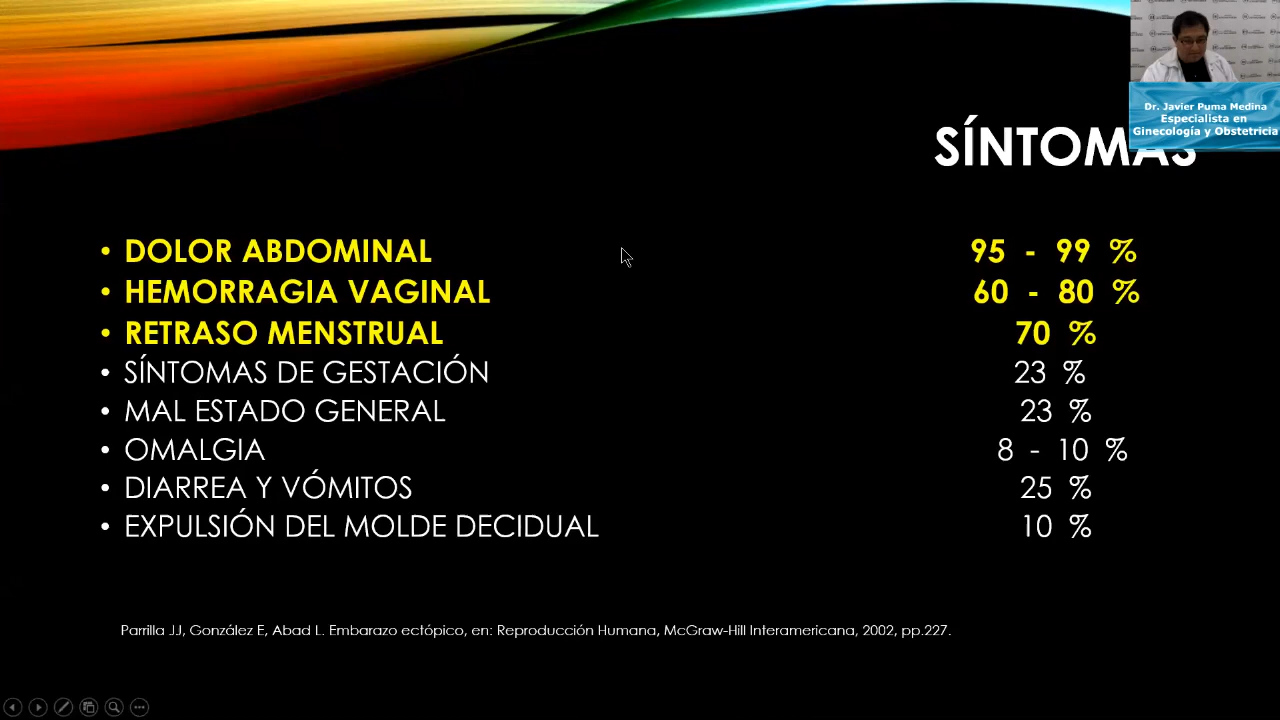 Dr. Javier Puma Medina
Especialista en
Ginecología y Obstetricia
SÍNTOMAS
• DOLOR ABDOMINAL 95 - 99 %
• HEMORRAGIA VAGINAL 60 - 80 %
• RETRASO MENSTRUAL 70 %
• SÍNTOMAS DE GESTACIÓN 23 %
• MAL ESTADO GENERAL 23 %
• OMALGIA 8 - 10 %
• DIARREA Y VÓMITOS 25 %
• EXPULSIÓN DEL MOLDE DECIDUAL 10 %
Parrilla JJ, González E, Abad L. Embarazo ectópico, en: Reproducción Humana, McGraw-Hill Interamericana, 2002, pp.227.